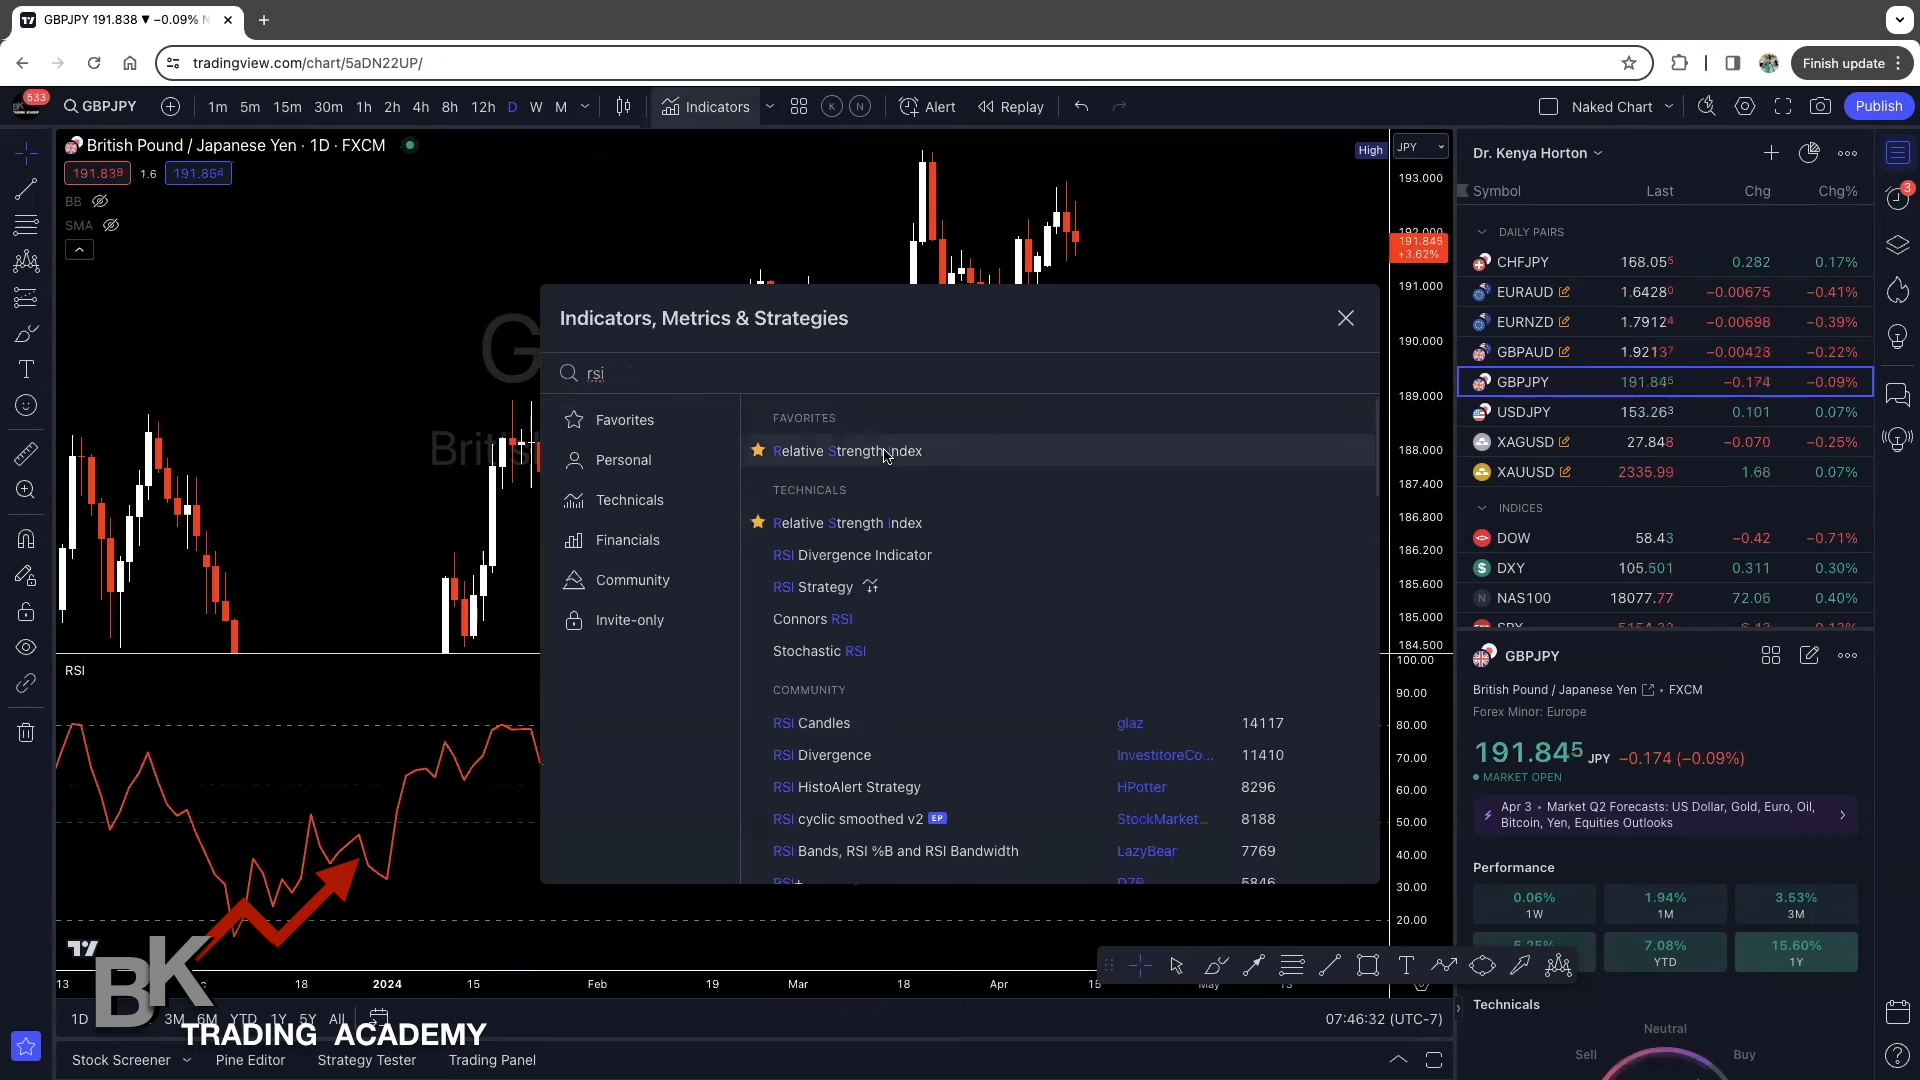 GBPJPY 191.838 ▼ −0.09% N
tradingview.com/chart/5aDN22UP/
Finish update
533
GBPJPY
1m 5m 15m 30m 1h 2h 4h 8h 12h D W M
Indicators
K N
Alert
Replay
Naked Chart
Publish
British Pound / Japanese Yen · 1D · FXCM
191.839 1.6 191.854
BB
SMA
High
JPY
193.000
192.000
191.845
+3.62%
191.000
190.000
189.000
188.000
187.400
186.800
186.200
185.600
185.000
184.500
Indicators, Metrics & Strategies
rsi
Favorites
Personal
Technicals
Financials
Community
Invite-only
FAVORITES
Relative Strength Index
TECHNICALS
Relative Strength Index
RSI Divergence Indicator
RSI Strategy
Connors RSI
Stochastic RSI
COMMUNITY
RSI Candles glaz 14117
RSI Divergence InvestitoreCo... 11410
RSI HistoAlert Strategy HPotter 8296
RSI cyclic smoothed v2 EP StockMarket... 8188
RSI Bands, RSI %B and RSI Bandwidth LazyBear 7769
RSI+ 5846
RSI
100.00
90.00
80.00
70.00
60.00
50.00
40.00
30.00
20.00
13 18 2024 15 Feb 19 Mar 18 Apr 15 May 13
1D 3M 6M YTD 1Y 5Y All
07:46:32 (UTC-7)
BK
TRADING ACADEMY
Stock Screener Pine Editor Strategy Tester Trading Panel
Dr. Kenya Horton
Symbol Last Chg Chg%
DAILY PAIRS
CHFJPY 168.055 0.282 0.17%
EURAUD 1.64280 −0.00675 −0.41%
EURNZD 1.79124 −0.00698 −0.39%
GBPAUD 1.92137 −0.00423 −0.22%
GBPJPY 191.845 −0.174 −0.09%
USDJPY 153.263 0.101 0.07%
XAGUSD 27.848 −0.070 −0.25%
XAUUSD 2335.99 1.68 0.07%
INDICES
DOW 58.43 −0.42 −0.71%
DXY 105.501 0.311 0.30%
NAS100 18077.77 72.06 0.40%
3
GBPJPY
British Pound / Japanese Yen • FXCM
Forex Minor: Europe
191.845 JPY −0.174 (−0.09%)
MARKET OPEN
Apr 3 • Market Q2 Forecasts: US Dollar, Gold, Euro, Oil,
Bitcoin, Yen, Equities Outlooks
Performance
0.06% 1.94% 3.53%
1W 1M 3M
5.25% 7.08% 15.60%
YTD 1Y
Technicals
Neutral
Sell Buy